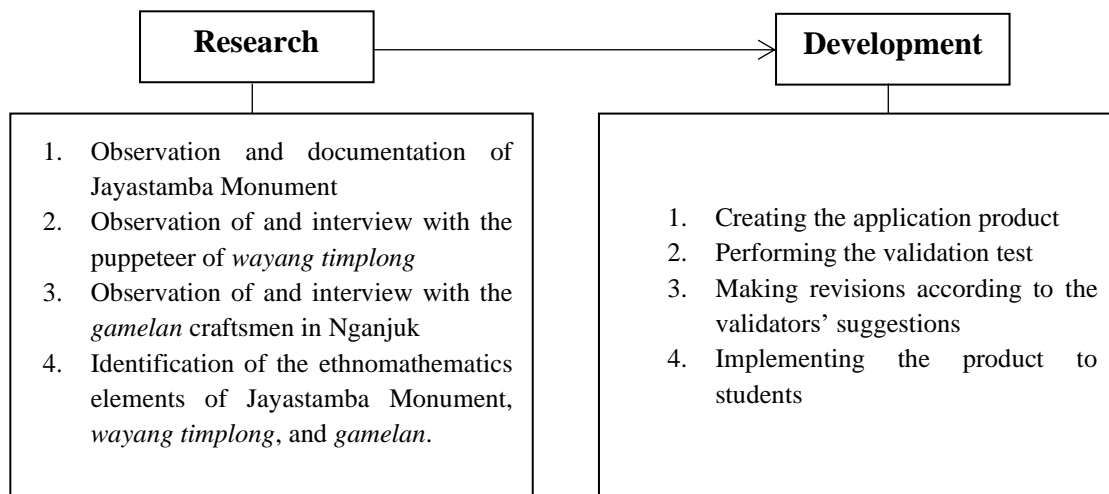 Research
Development
1. Observation and documentation of
Jayastamba Monument
2. Observation of and interview with the
puppeteer of wayang timplong
3. Observation of and interview with the
gamelan craftsmen in Nganjuk
4. Identification of the ethnomathematics
elements of Jayastamba Monument,
wayang timplong, and gamelan.
1. Creating the application product
2. Performing the validation test
3. Making revisions according to the
validators’ suggestions
4. Implementing the product to
students